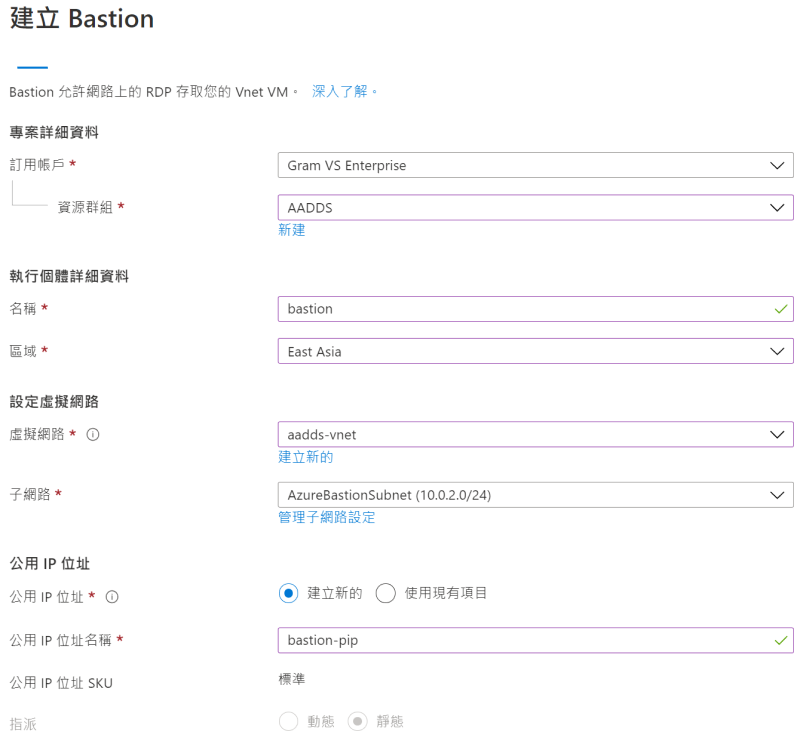 建立 Bastion
Bastion 允許網路上的 RDP 存取您的 Vnet VM。 深入了解。
專案詳細資料
訂用帳戶 * Gram VS Enterprise
資源群組 * AADDS
新建
執行個體詳細資料
名稱 * bastion
區域 * East Asia
設定虛擬網路
虛擬網路 * aadds-vnet
建立新的
子網路 * AzureBastionSubnet (10.0.2.0/24)
管理子網路設定
公用 IP 位址
公用 IP 位址 * 建立新的 使用現有項目
公用 IP 位址名稱 * bastion-pip
公用 IP 位址 SKU 標準
指派 動態 靜態